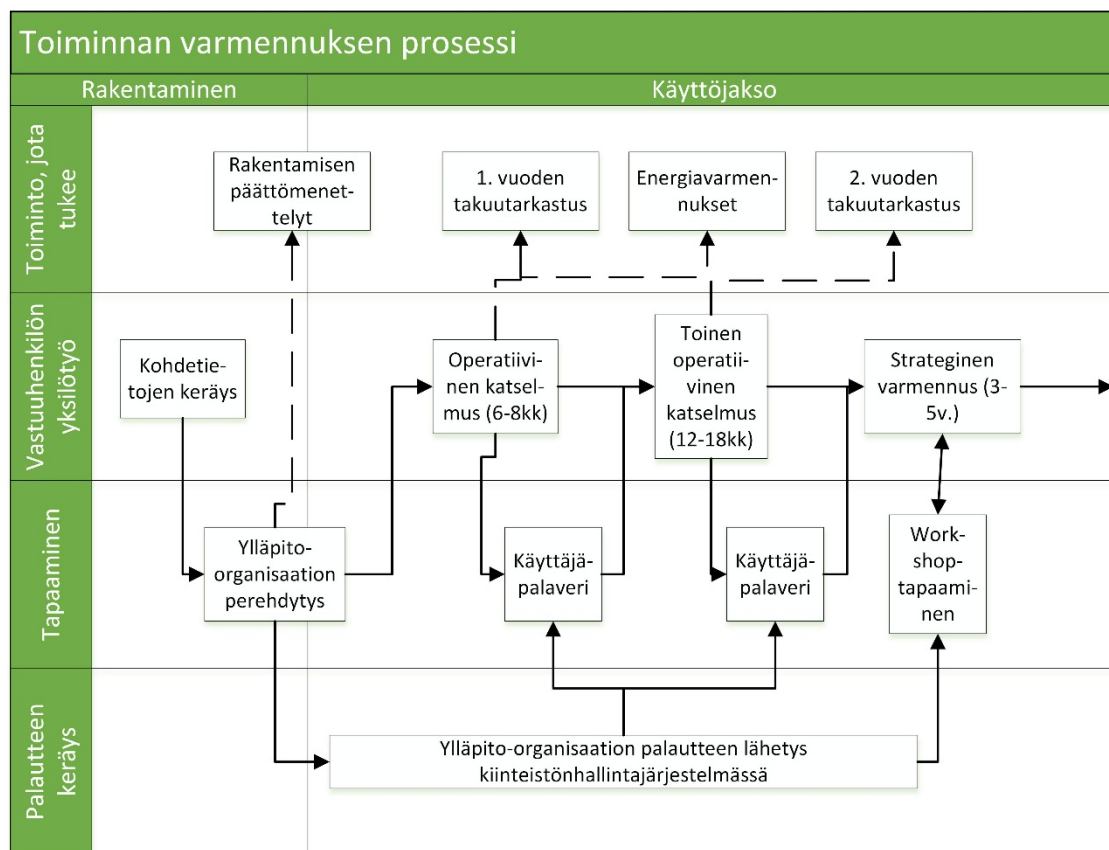 Toiminnan varmennuksen prosessi
Rakentaminen
Käyttöjakso
Toiminto, jota
tukee
Rakentamisen
päättömenet-
telyt
1. vuoden
takuutarkastus
Energiavarmen-
nukset
2. vuoden
takuutarkastus
Vastuuhenkilön
yksilötyö
Kohdetie-
tojen keräys
Operatiivi-
nen katsel-
mus (6-8kk)
Toinen
operatii-
vinen
katselmus
(12-18kk)
Strateginen
varmennus (3-
5v.)
Tapaaminen
Ylläpito-
organisaation
perehdytys
Käyttäjä-
palaveri
Käyttäjä-
palaveri
Work-
shop-
tapaami-
nen
Palautteen
keräys
Ylläpito-organisaation palautteen lähetys
kiinteistönhallintajärjestelmässä